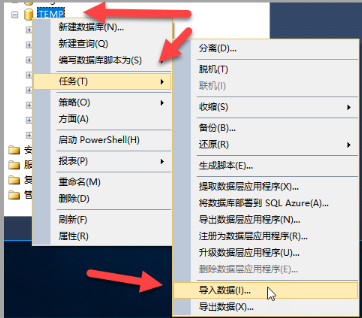 TEMP
新建数据库(N)...
新建查询(Q)
编写数据库脚本为(S)
任务(T)
策略(O)
方面(A)
启动 PowerShell(H)
报表(P)
重命名(M)
删除(D)
刷新(F)
属性(R)
安
服
复
管
分离(D)...
脱机(T)
联机(I)
收缩(S)
备份(B)...
还原(R)
生成脚本(E)...
提取数据层应用程序(X)...
将数据库部署到 SQL Azure(A)...
导出数据层应用程序(N)...
注册为数据层应用程序(R)...
升级数据层应用程序(U)...
删除数据层应用程序(E)...
导入数据(I)...
导出数据(X)...